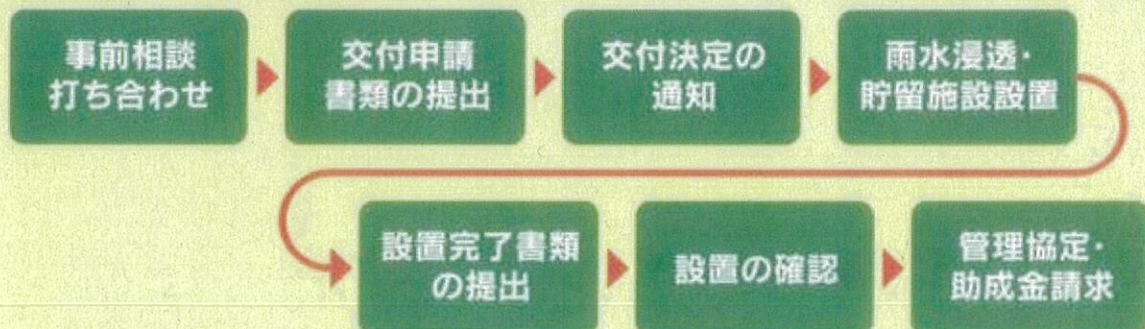 事前相談
打ち合わせ
交付申請
書類の提出
交付決定の
通知
雨水浸透・
貯留施設設置
設置完了書類
の提出
設置の確認
管理協定・
助成金請求